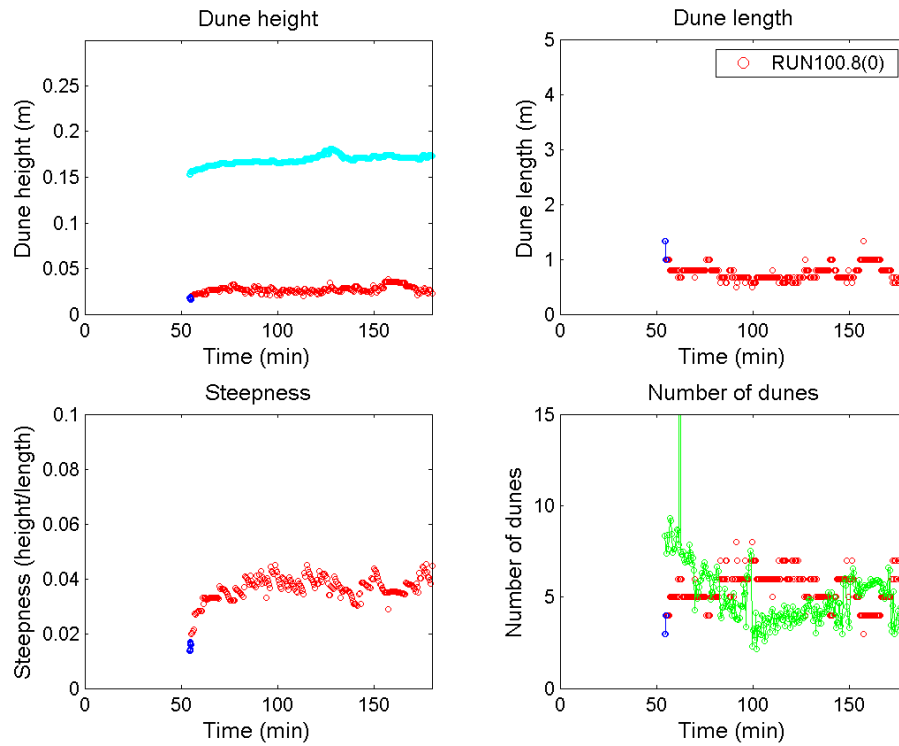 Dune height
Dune height (m)
0.25
0.2
0.15
0.1
0.05
0
0
50
100
150
Time (min)
Dune length
Dune length (m)
5
4
3
2
1
0
0
50
100
150
Time (min)
RUN100.8(0)
Steepness
Steepness (height/length)
0.1
0.08
0.06
0.04
0.02
0
0
50
100
150
Time (min)
Number of dunes
Number of dunes
15
10
5
0
0
50
100
150
Time (min)